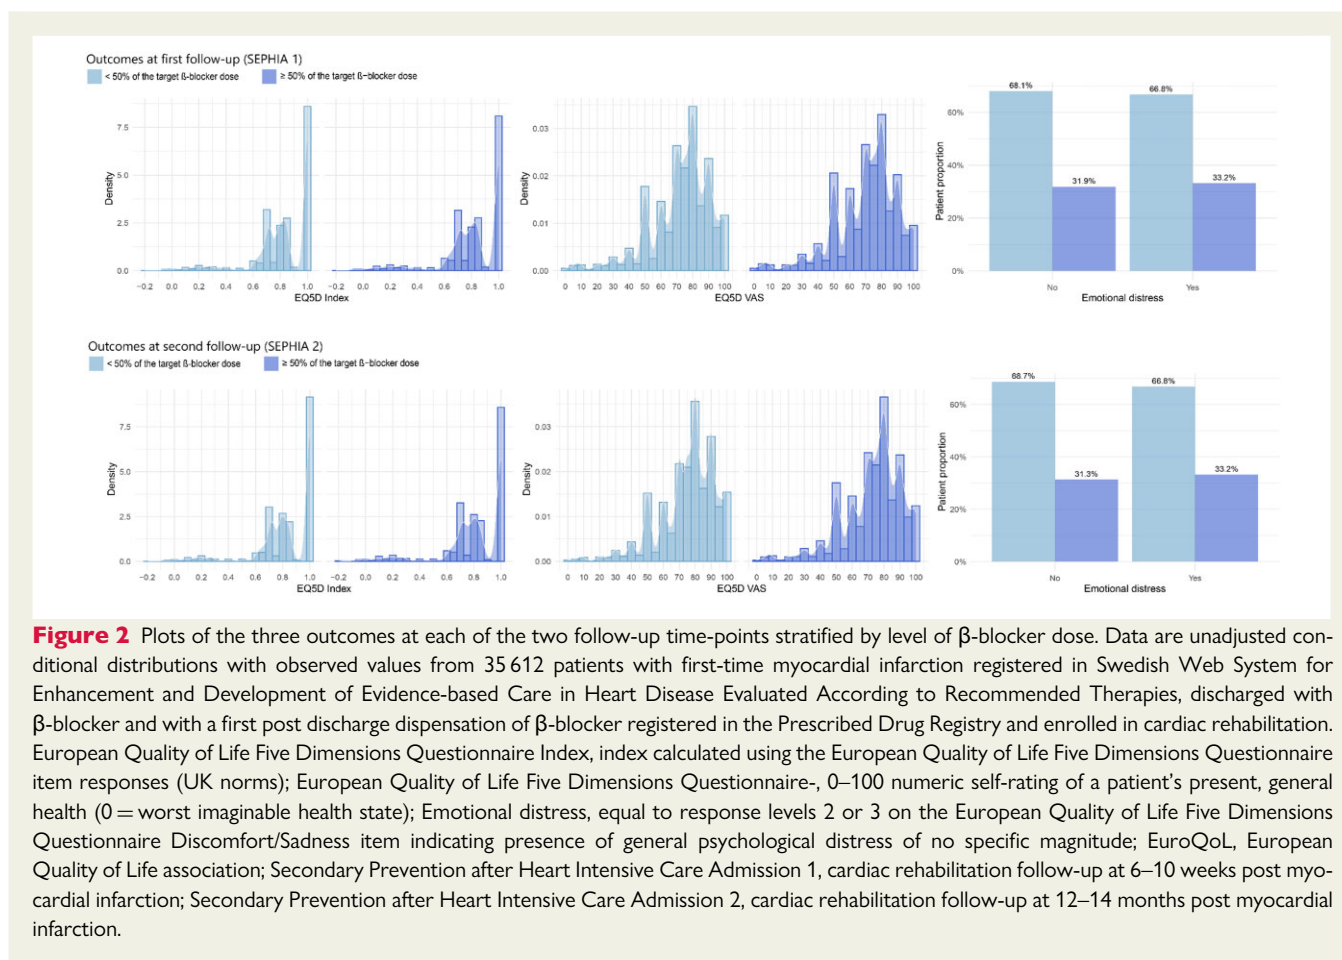 Outcomes at first follow-up (SEPHIA 1)
< 50% of the target ß-blocker dose ≥ 50% of the target ß-blocker dose
7.5
5.0
2.5
0.0
Density
−0.2 0.0 0.2 0.4 0.6 0.8 1.0 −0.2 0.0 0.2 0.4 0.6 0.8 1.0
EQ5D Index
0.03
0.02
0.01
0.00
Density
0 10 20 30 40 50 60 70 80 90 100 0 10 20 30 40 50 60 70 80 90 100
EQ5D VAS
60%
40%
20%
0%
Patient proportion
68.1%
31.9%
66.8%
33.2%
No Yes
Emotional distress
Outcomes at second follow-up (SEPHIA 2)
< 50% of the target ß-blocker dose ≥ 50% of the target ß-blocker dose
7.5
5.0
2.5
0.0
Density
−0.2 0.0 0.2 0.4 0.6 0.8 1.0 −0.2 0.0 0.2 0.4 0.6 0.8 1.0
EQ5D Index
0.03
0.02
0.01
0.00
Density
0 10 20 30 40 50 60 70 80 90 100 0 10 20 30 40 50 60 70 80 90 100
EQ5D VAS
60%
40%
20%
0%
Patient proportion
68.7%
31.3%
66.8%
33.2%
No Yes
Emotional distress
Figure 2 Plots of the three outcomes at each of the two follow-up time-points stratified by level of β-blocker dose. Data are unadjusted con-
ditional distributions with observed values from 35 612 patients with first-time myocardial infarction registered in Swedish Web System for
Enhancement and Development of Evidence-based Care in Heart Disease Evaluated According to Recommended Therapies, discharged with
β-blocker and with a first post discharge dispensation of β-blocker registered in the Prescribed Drug Registry and enrolled in cardiac rehabilitation.
European Quality of Life Five Dimensions Questionnaire Index, index calculated using the European Quality of Life Five Dimensions Questionnaire
item responses (UK norms); European Quality of Life Five Dimensions Questionnaire-, 0–100 numeric self-rating of a patient's present, general
health (0 = worst imaginable health state); Emotional distress, equal to response levels 2 or 3 on the European Quality of Life Five Dimensions
Questionnaire Discomfort/Sadness item indicating presence of general psychological distress of no specific magnitude; EuroQoL, European
Quality of Life association; Secondary Prevention after Heart Intensive Care Admission 1, cardiac rehabilitation follow-up at 6–10 weeks post myo-
cardial infarction; Secondary Prevention after Heart Intensive Care Admission 2, cardiac rehabilitation follow-up at 12–14 months post myocardial
infarction.